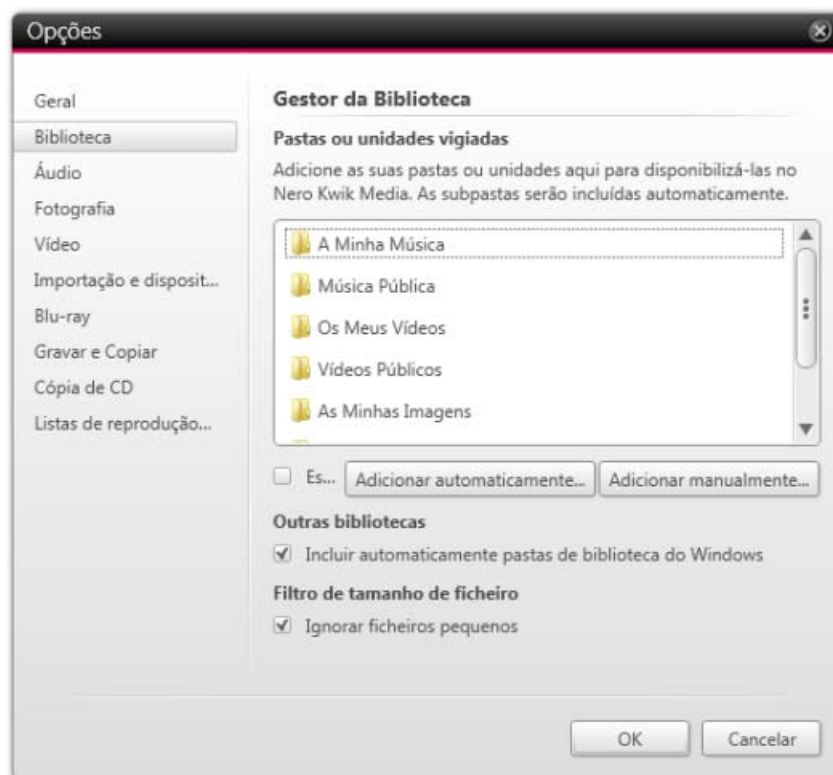 Opções
Geral
Biblioteca
Áudio
Fotografia
Vídeo
Importação e disposit...
Blu-ray
Gravar e Copiar
Cópia de CD
Listas de reprodução...
Gestor da Biblioteca
Pastas ou unidades vigiadas
Adicione as suas pastas ou unidades aqui para disponibilizá-las no
Nero Kwik Media. As subpastas serão incluídas automaticamente.
A Minha Música
Música Pública
Os Meus Vídeos
Vídeos Públicos
As Minhas Imagens
Es... Adicionar automaticamente... Adicionar manualmente...
Outras bibliotecas
Incluir automaticamente pastas de biblioteca do Windows
Filtro de tamanho de ficheiro
Ignorar ficheiros pequenos
OK Cancelar